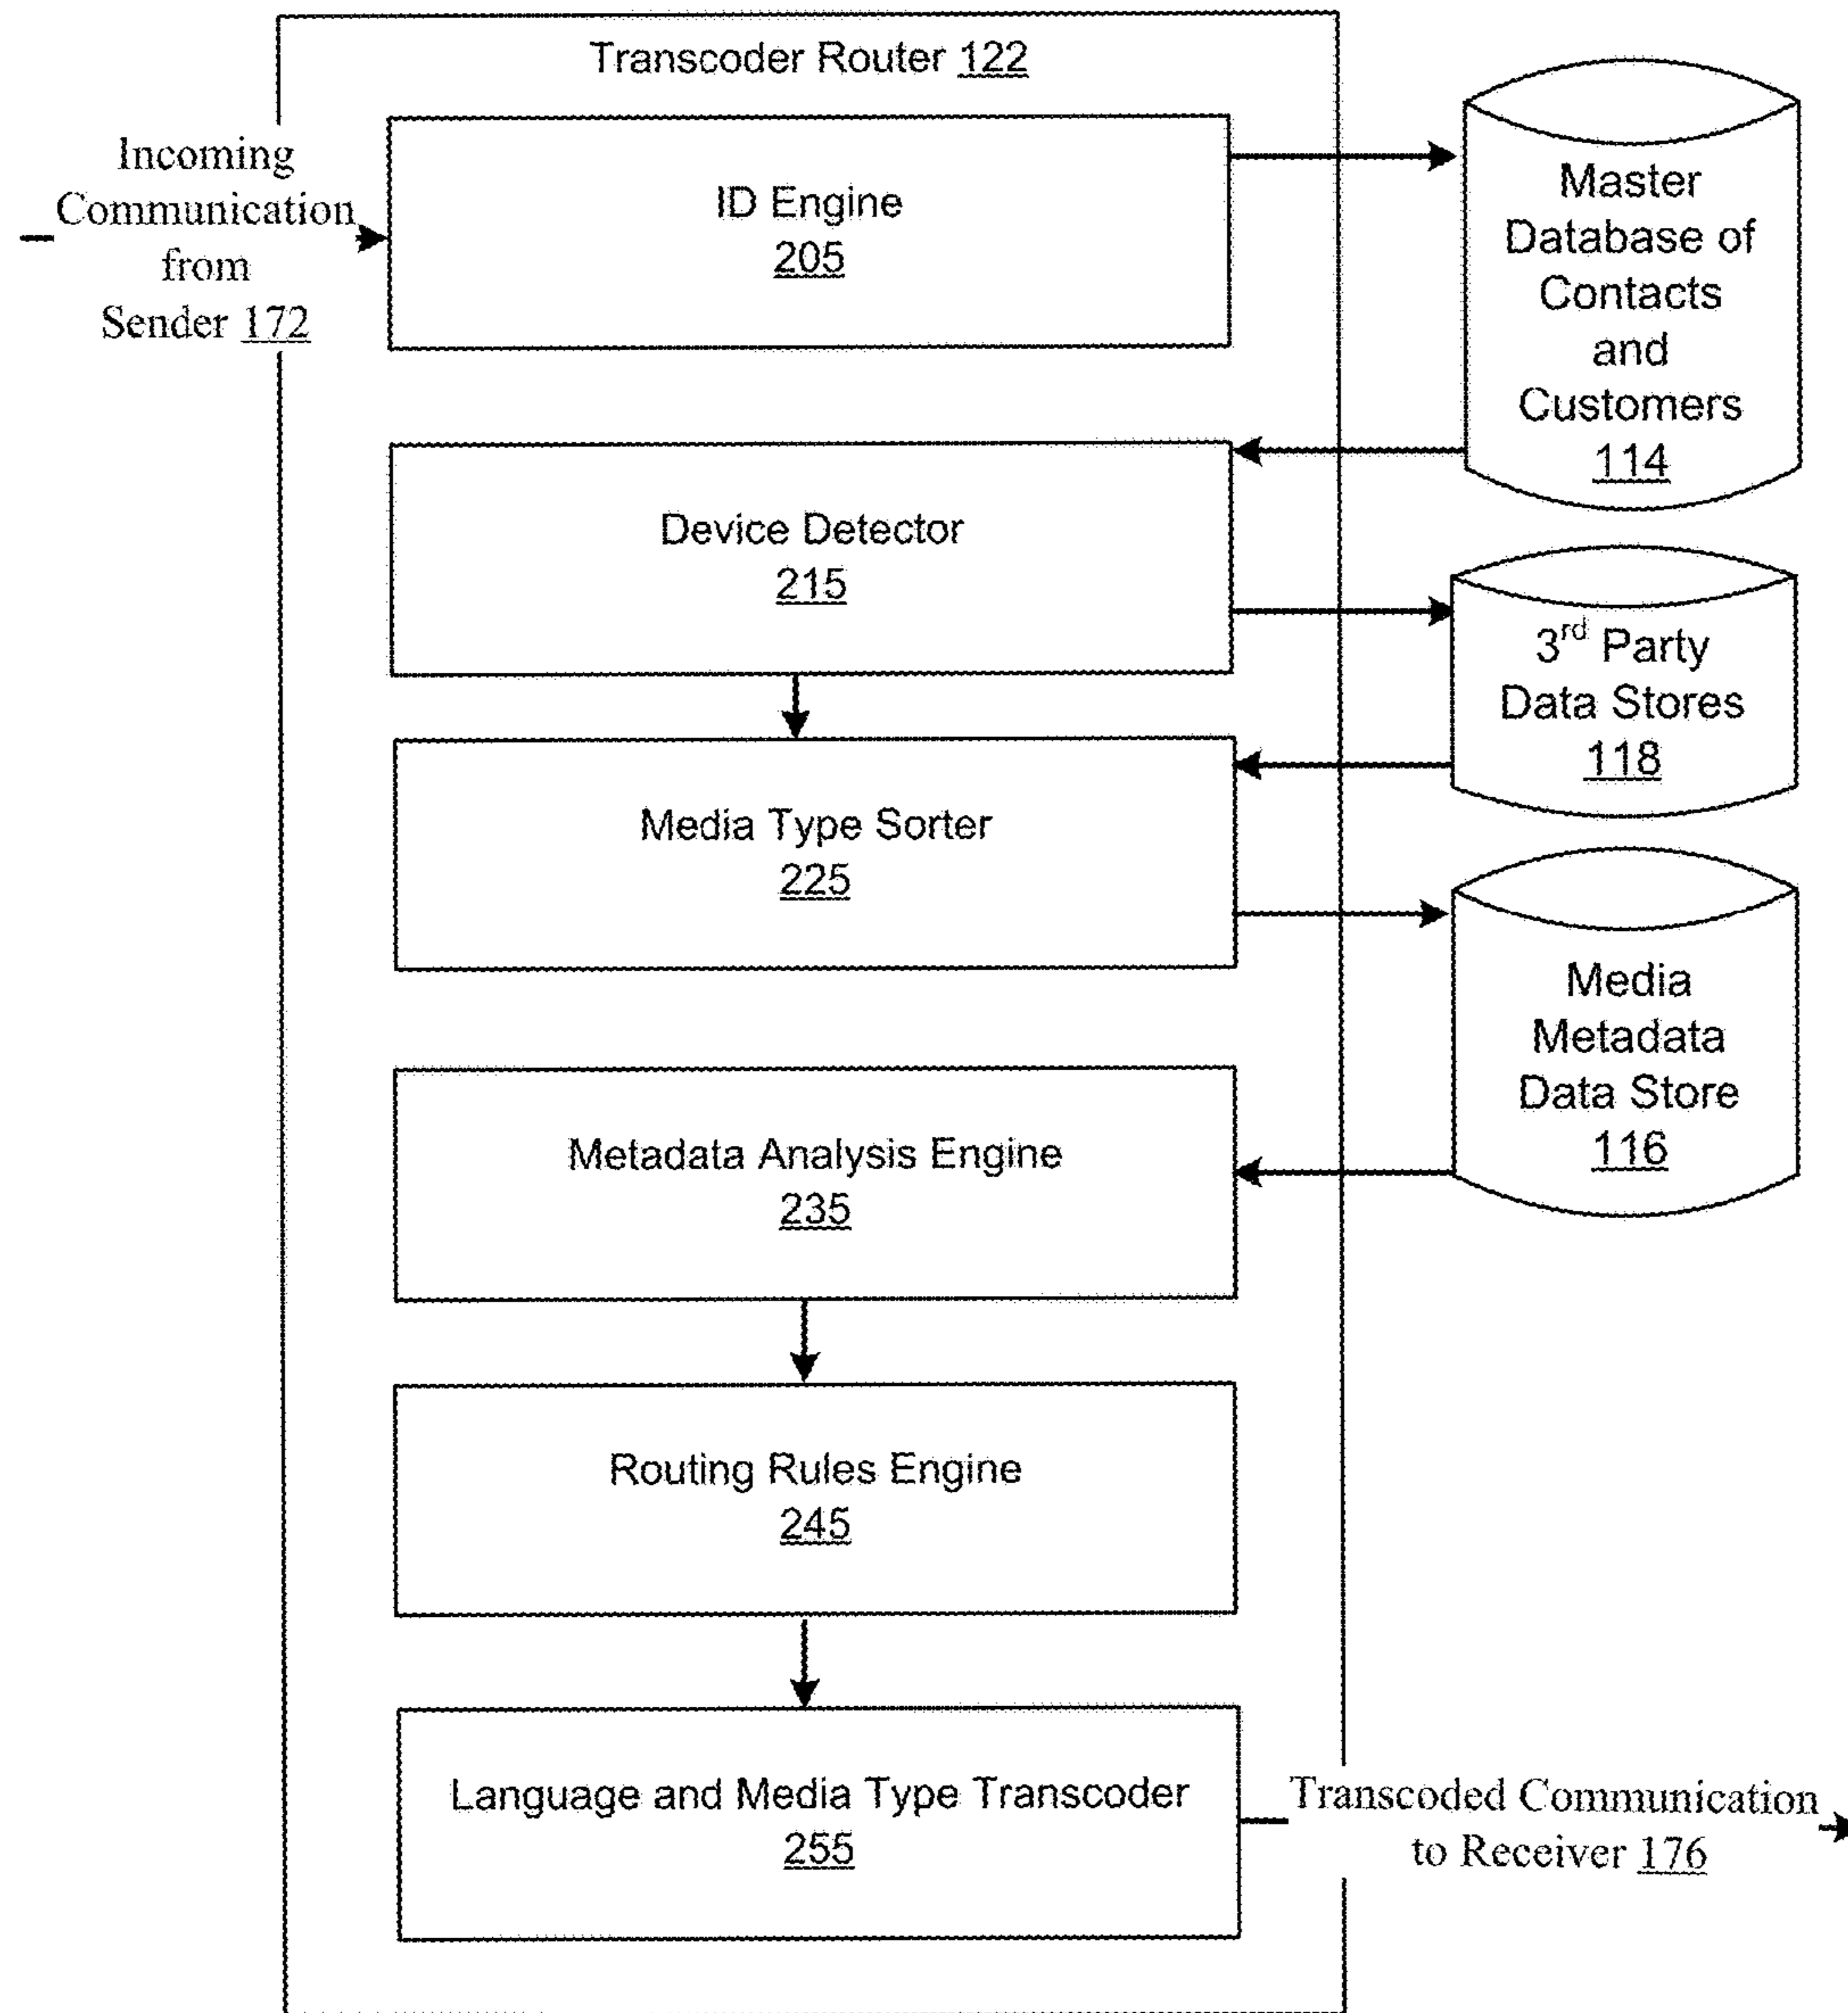 Transcoder Router 122
Incoming
Communication
from
Sender 172
ID Engine
205
Master
Database of
Contacts
and
Customers
114
Device Detector
215
3rd Party
Data Stores
118
Media Type Sorter
225
Media
Metadata
Data Store
116
Metadata Analysis Engine
235
Routing Rules Engine
245
Language and Media Type Transcoder
255
Transcoded Communication
to Receiver 176